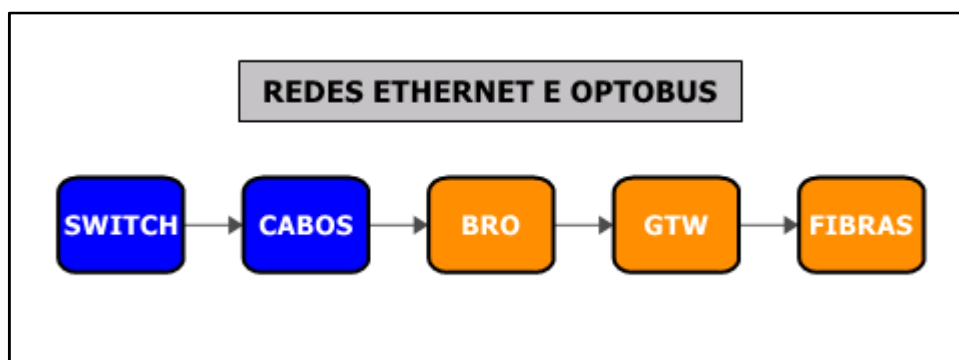 REDES ETHERNET E OPTOBUS
SWITCH
CABOS
BRO
GTW
FIBRAS